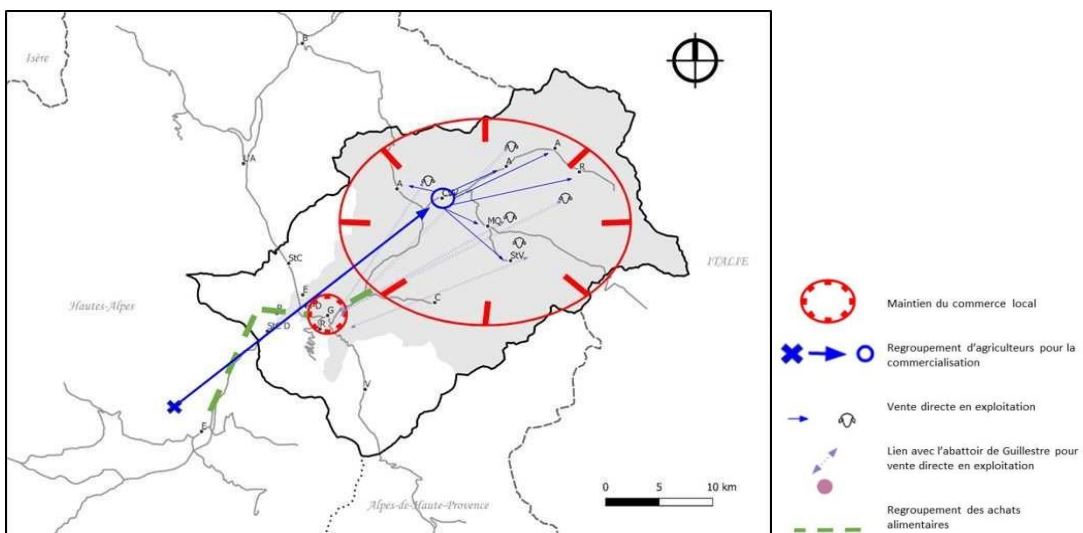 B
Isère
L'A
A
A
R
A
MQ
StV
ITALIE
StC
Hautes-Alpes
E
D
P
G
C
StC D
R
V
E
0 5 10 km
Alpes-de-Haute-Provence
Maintien du commerce local
Regroupement d'agriculteurs pour la
commercialisation
Vente directe en exploitation
Lien avec l'abattoir de Guillestre pour
vente directe en exploitation
Regroupement des achats
alimentaires